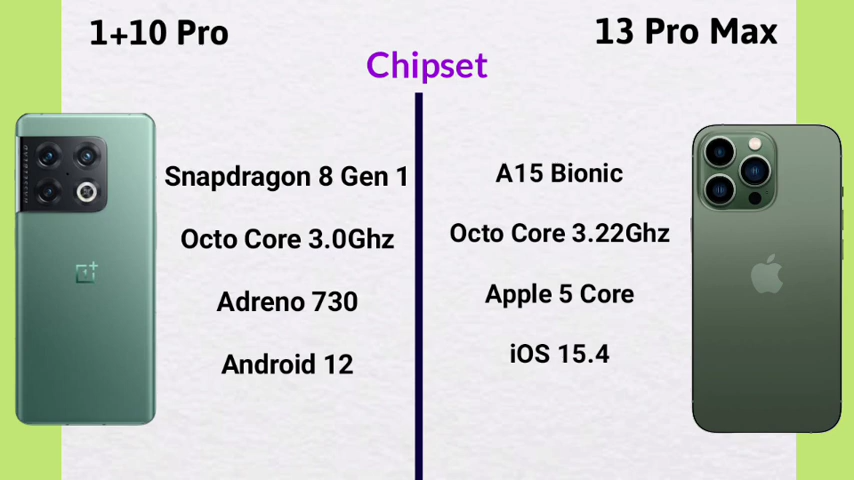 1+10 Pro
13 Pro Max
Chipset
Snapdragon 8 Gen 1
Octo Core 3.0Ghz
Adreno 730
Android 12
A15 Bionic
Octo Core 3.22Ghz
Apple 5 Core
iOS 15.4
HASSELBLAD